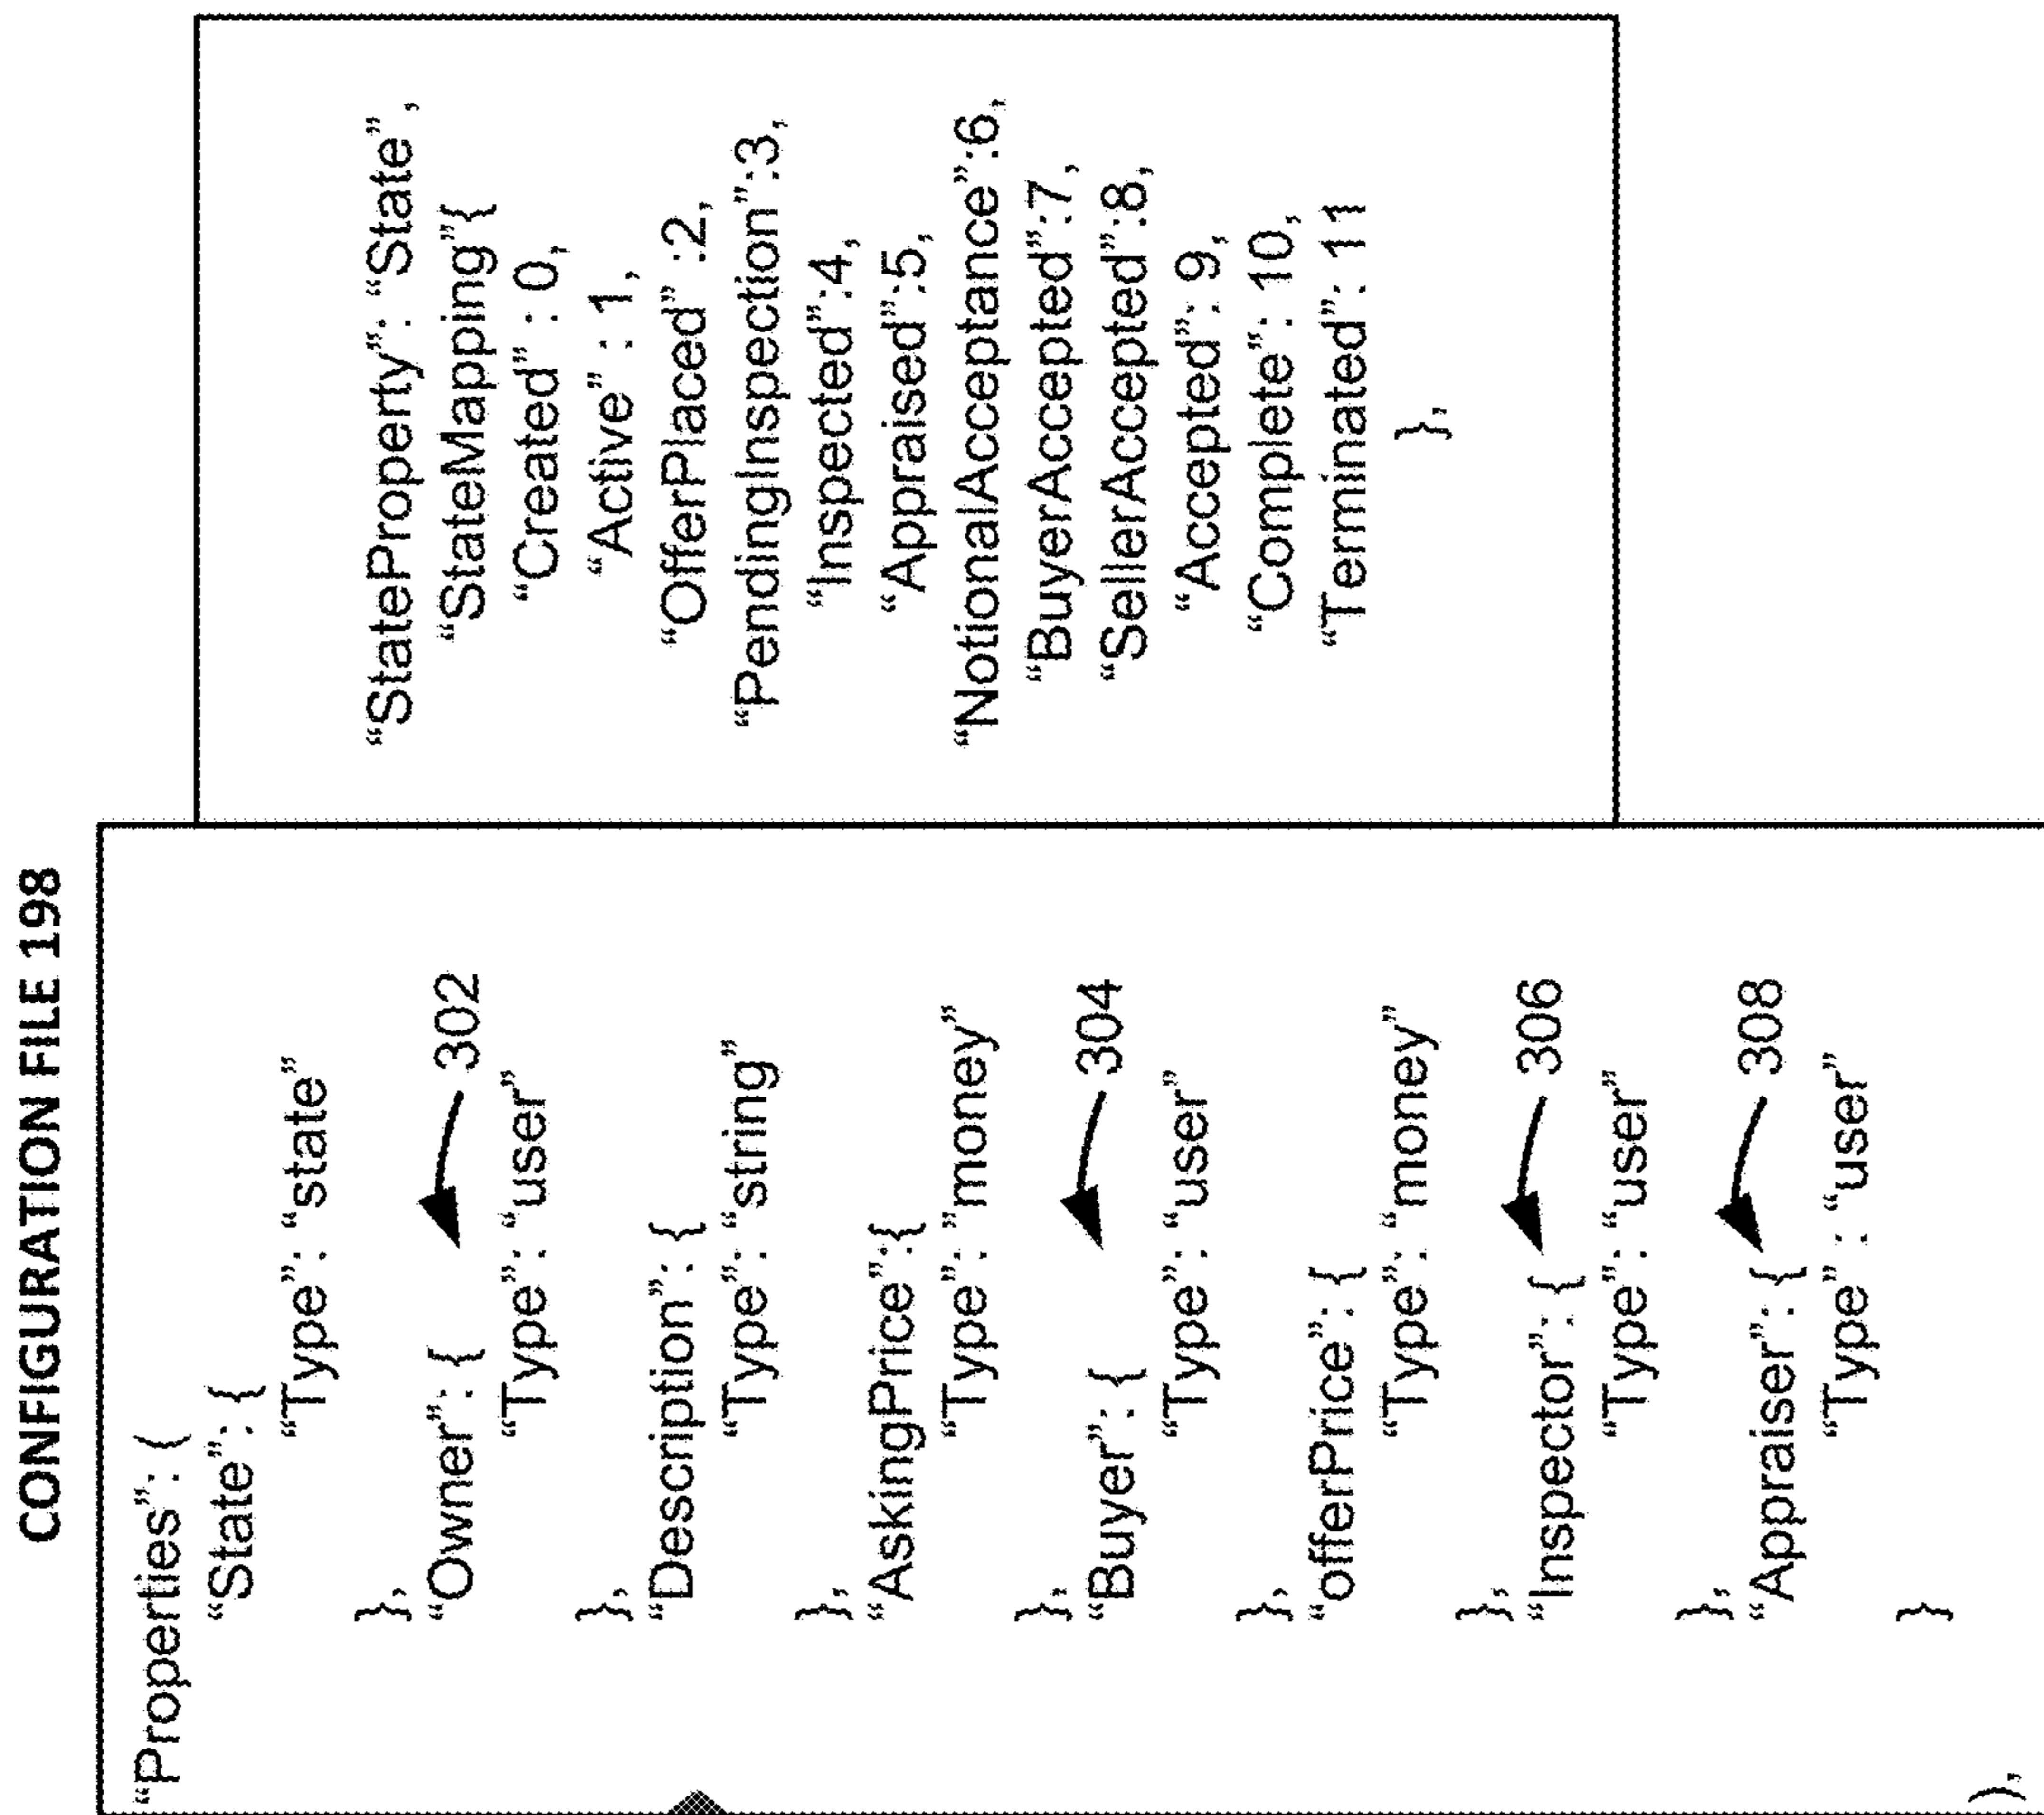 CONFIGURATION FILE 198
“Properties”: {
“State”: {
“Type”: “state”
},
“Owner”: { 302
“Type”: “user”
},
“Description”: {
“Type”: “string”
},
“AskingPrice”:{
“Type”: “money”
},
“Buyer”: { 304
“Type”: “user”
},
“offerPrice”: {
“Type”: “money”
},
“Inspector”: { 306
“Type”: “user”
},
“Appraiser”: { 308
“Type” : “user”
}
),
“StateProperty”: “State”,
“StateMapping”{
“Created” : 0,
“Active” : 1,
“OfferPlaced” :2,
“PendingInspection”:3,
“Inspected”:4,
“Appraised”:5,
“NotionalAcceptance”:6,
“BuyerAccepted”:7,
“SellerAccepted”:8,
“Accepted”: 9,
“Complete”: 10,
“Terminated”: 11
},